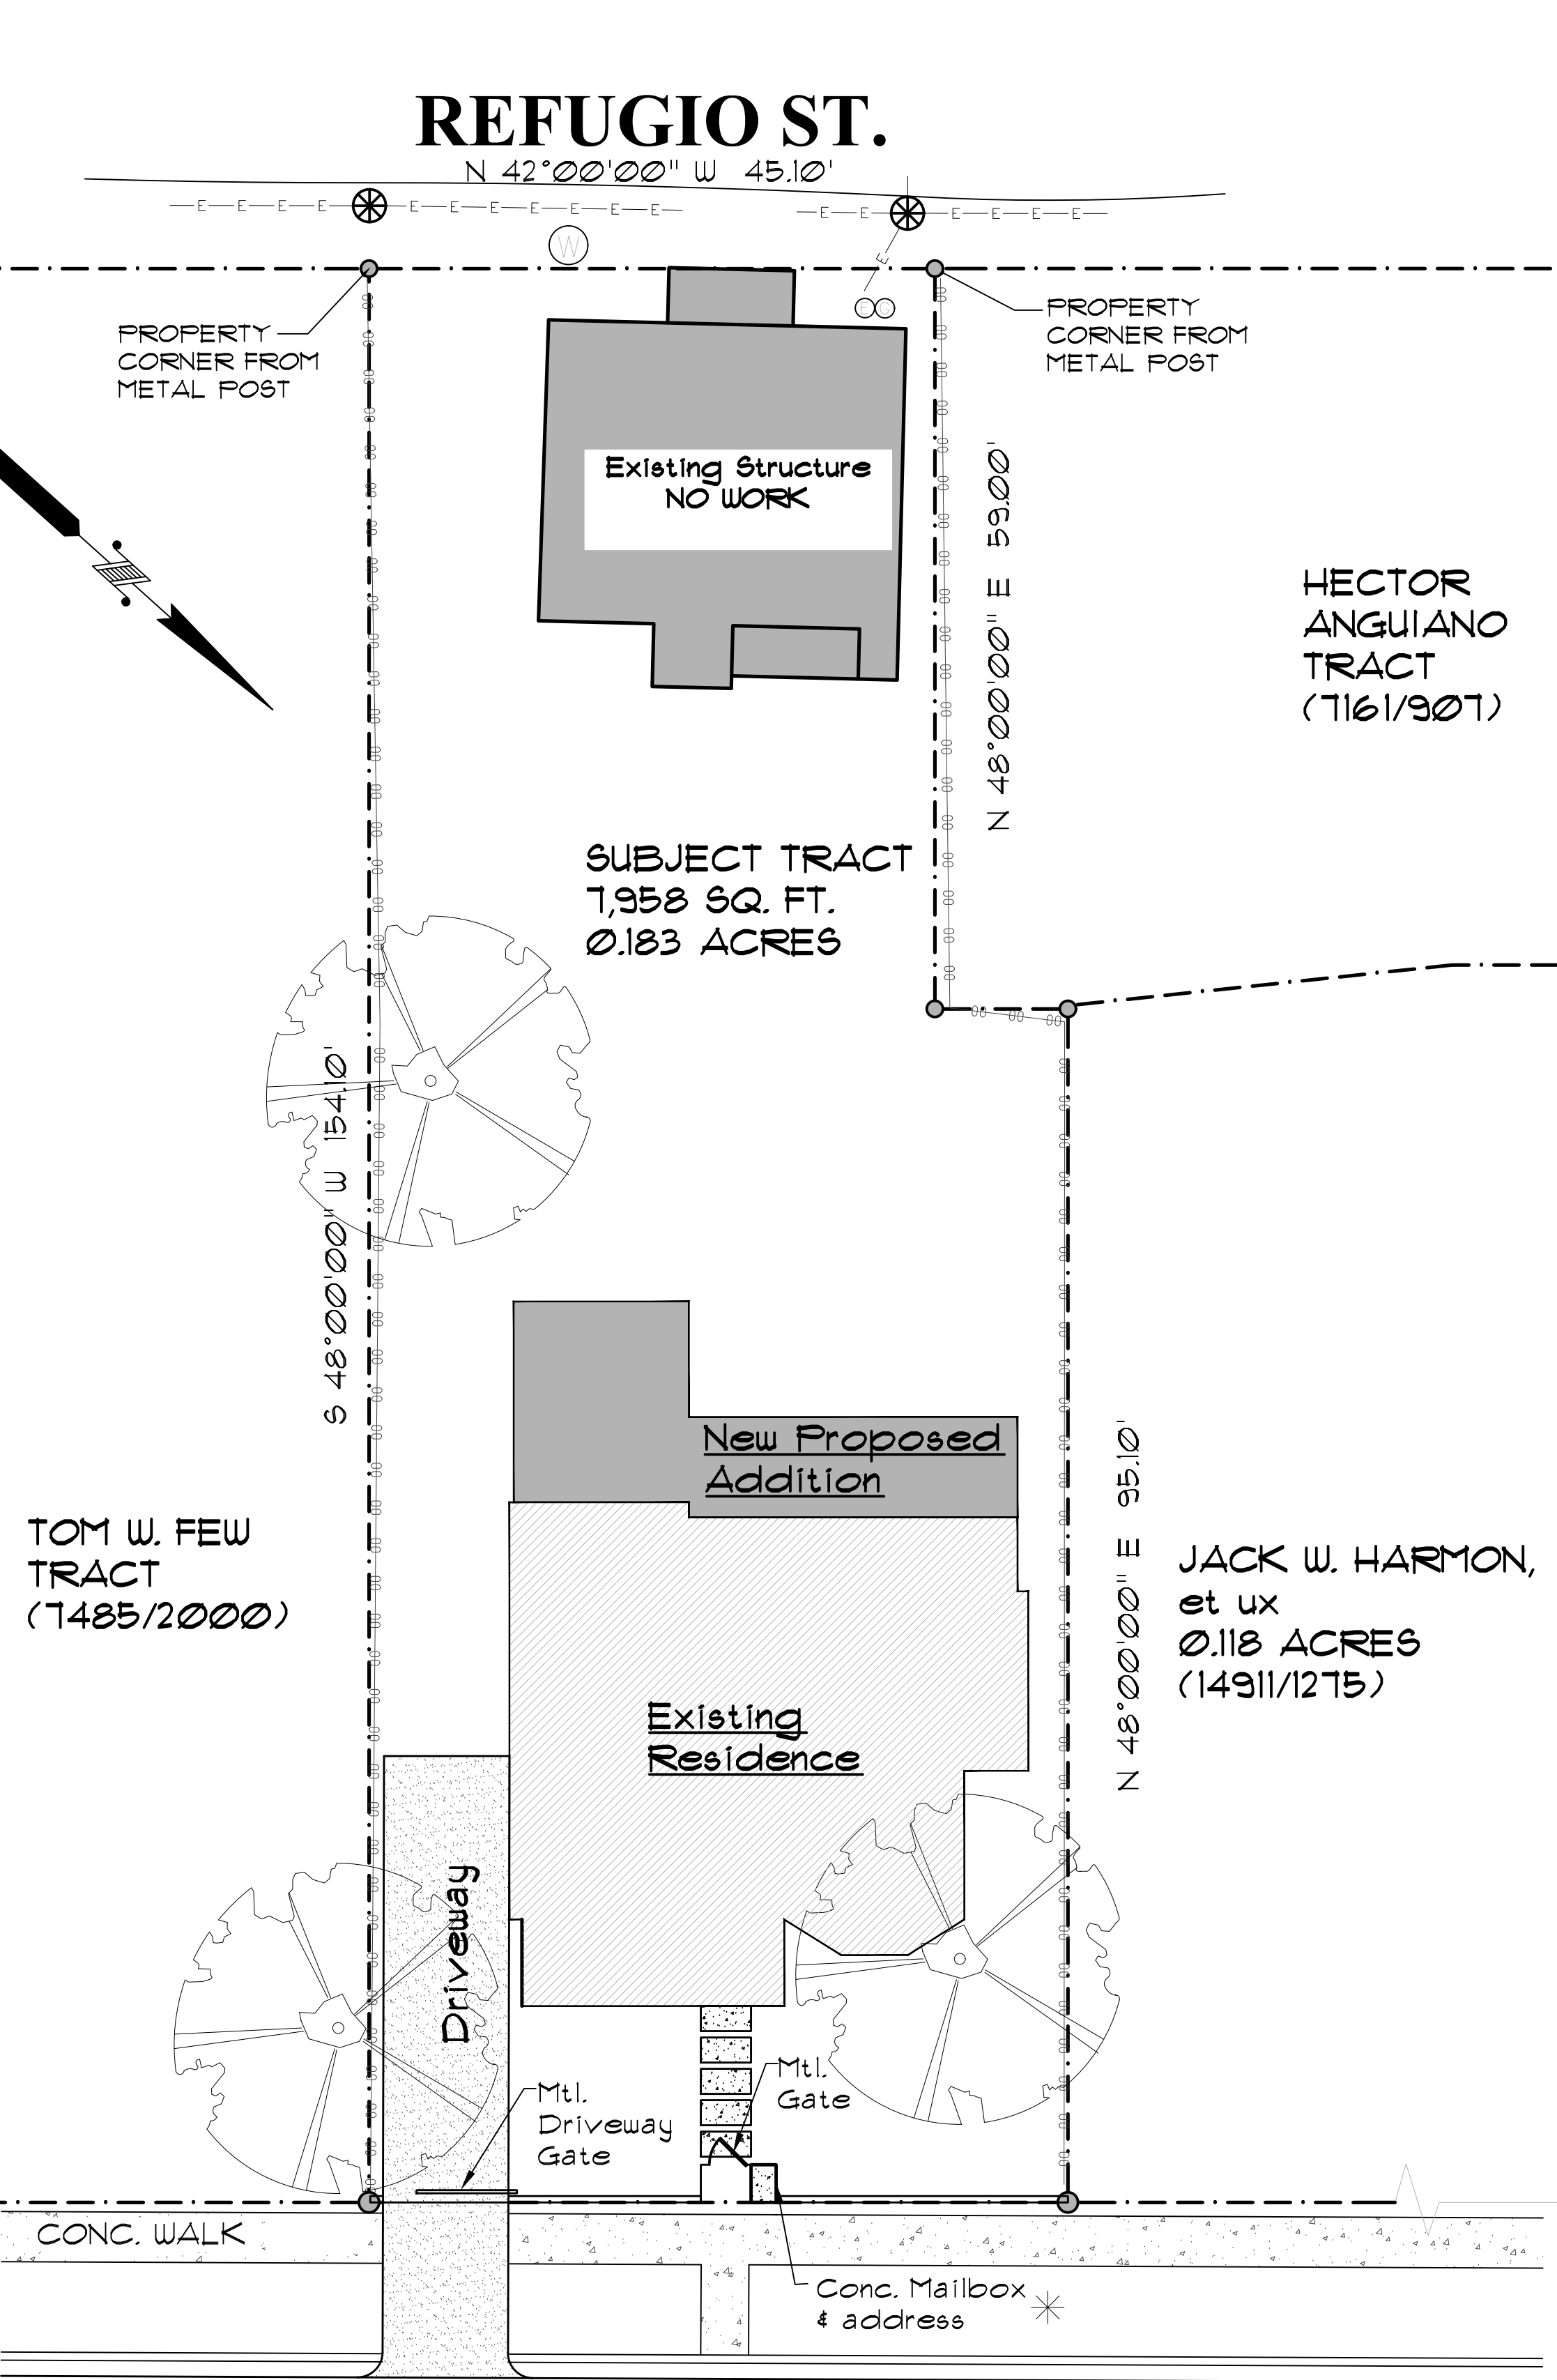 REFUGIO ST.
N 42°00'00" W 45.10'
E E E E E E E E E E E
E E E E E E
W
E
E G
PROPERTY
CORNER FROM
METAL POST
PROPERTY
CORNER FROM
METAL POST
Existing Structure
NO WORK
N 48°00'00" E 59.00'
HECTOR
ANGUIANO
TRACT
(7161/907)
SUBJECT TRACT
7,958 SQ. FT.
0.183 ACRES
S 48°00'00" W 154.10'
New Proposed
Addition
N 48°00'00" E 95.10'
TOM W. FEW
TRACT
(7485/2000)
JACK W. HARMON,
et ux
0.118 ACRES
(14911/1275)
Existing
Residence
Driveway
Mtl.
Gate
Mtl.
Driveway
Gate
CONC. WALK
Conc. Mailbox
& address